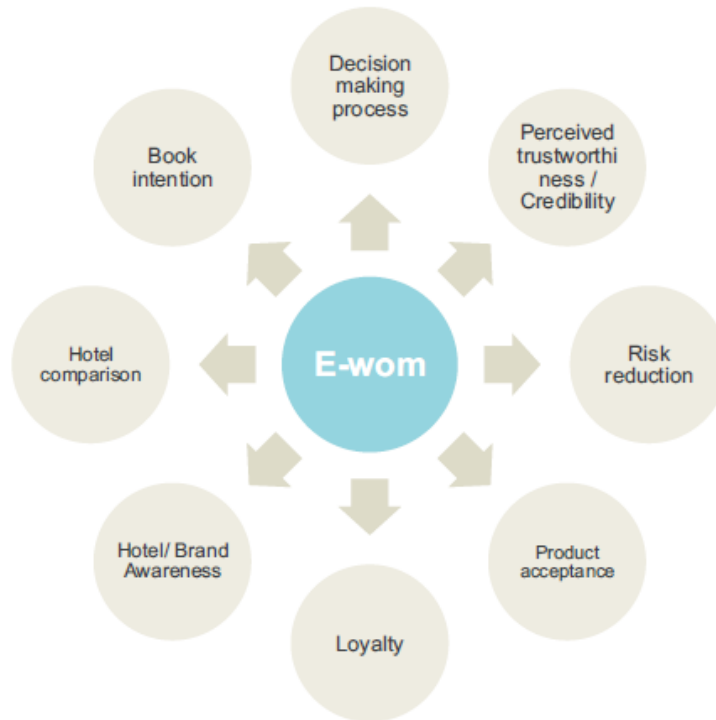 Decision
making
process
Perceived
trustworthi
ness /
Credibility
Risk
reduction
Product
acceptance
Loyalty
Hotel/ Brand
Awareness
Hotel
comparison
Book
intention
E-wom